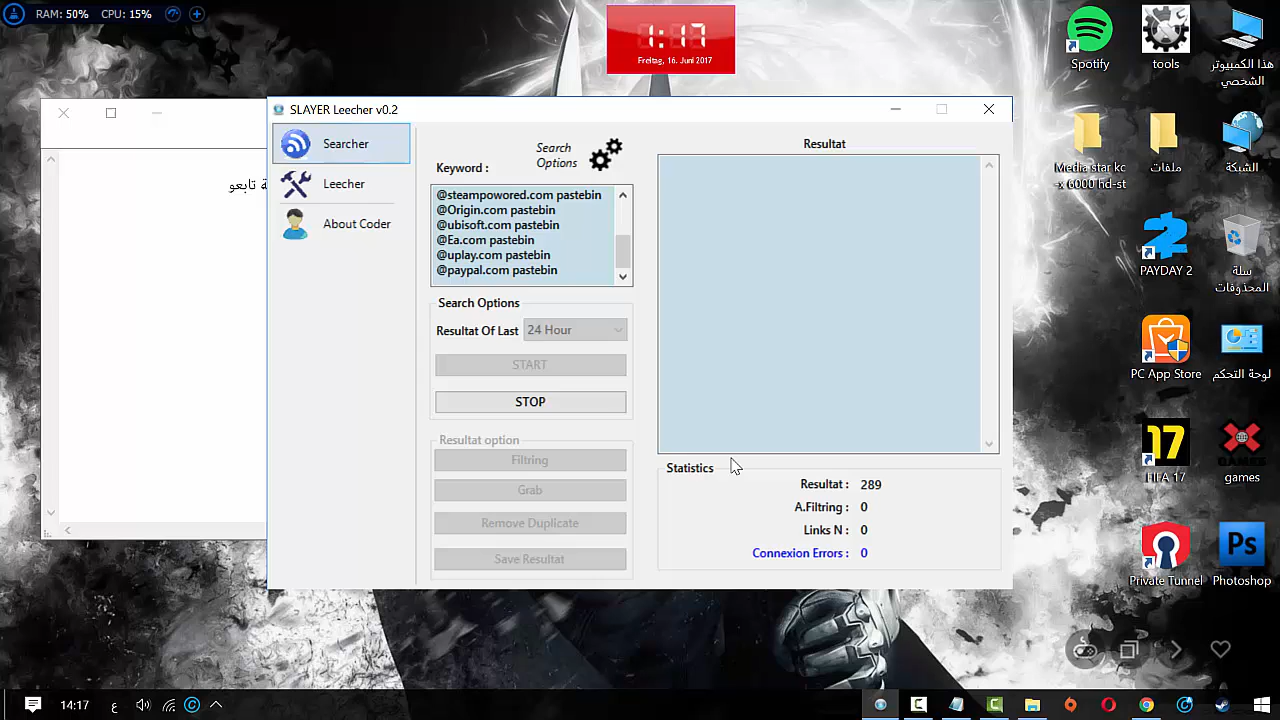 RAM: 50% CPU: 15%
1:17
Freitag, 16. Juni 2017
Spotify
tools
هذا الكمبيوتر
الشخصي
SLAYER Leecher v0.2
Searcher
Leecher
About Coder
Search
Options
Keyword :
@steampowored.com pastebin
@Origin.com pastebin
@ubisoft.com pastebin
@Ea.com pastebin
@uplay.com pastebin
@paypal.com pastebin
Search Options
Resultat Of Last 24 Hour
START
STOP
Resultat option
Filtring
Grab
Remove Duplicate
Save Resultat
Resultat
Statistics
Resultat : 289
A.Filtring : 0
Links N : 0
Connexion Errors : 0
ة تابعو
Media star kc
-x 6000 hd-st
ملفات
الشبكة
PAYDAY 2
سلة
المحذوفات
PC App Store
لوحة التحكم
17
FIFA 17
games
Private Tunnel
Ps
Photoshop
14:17
ع